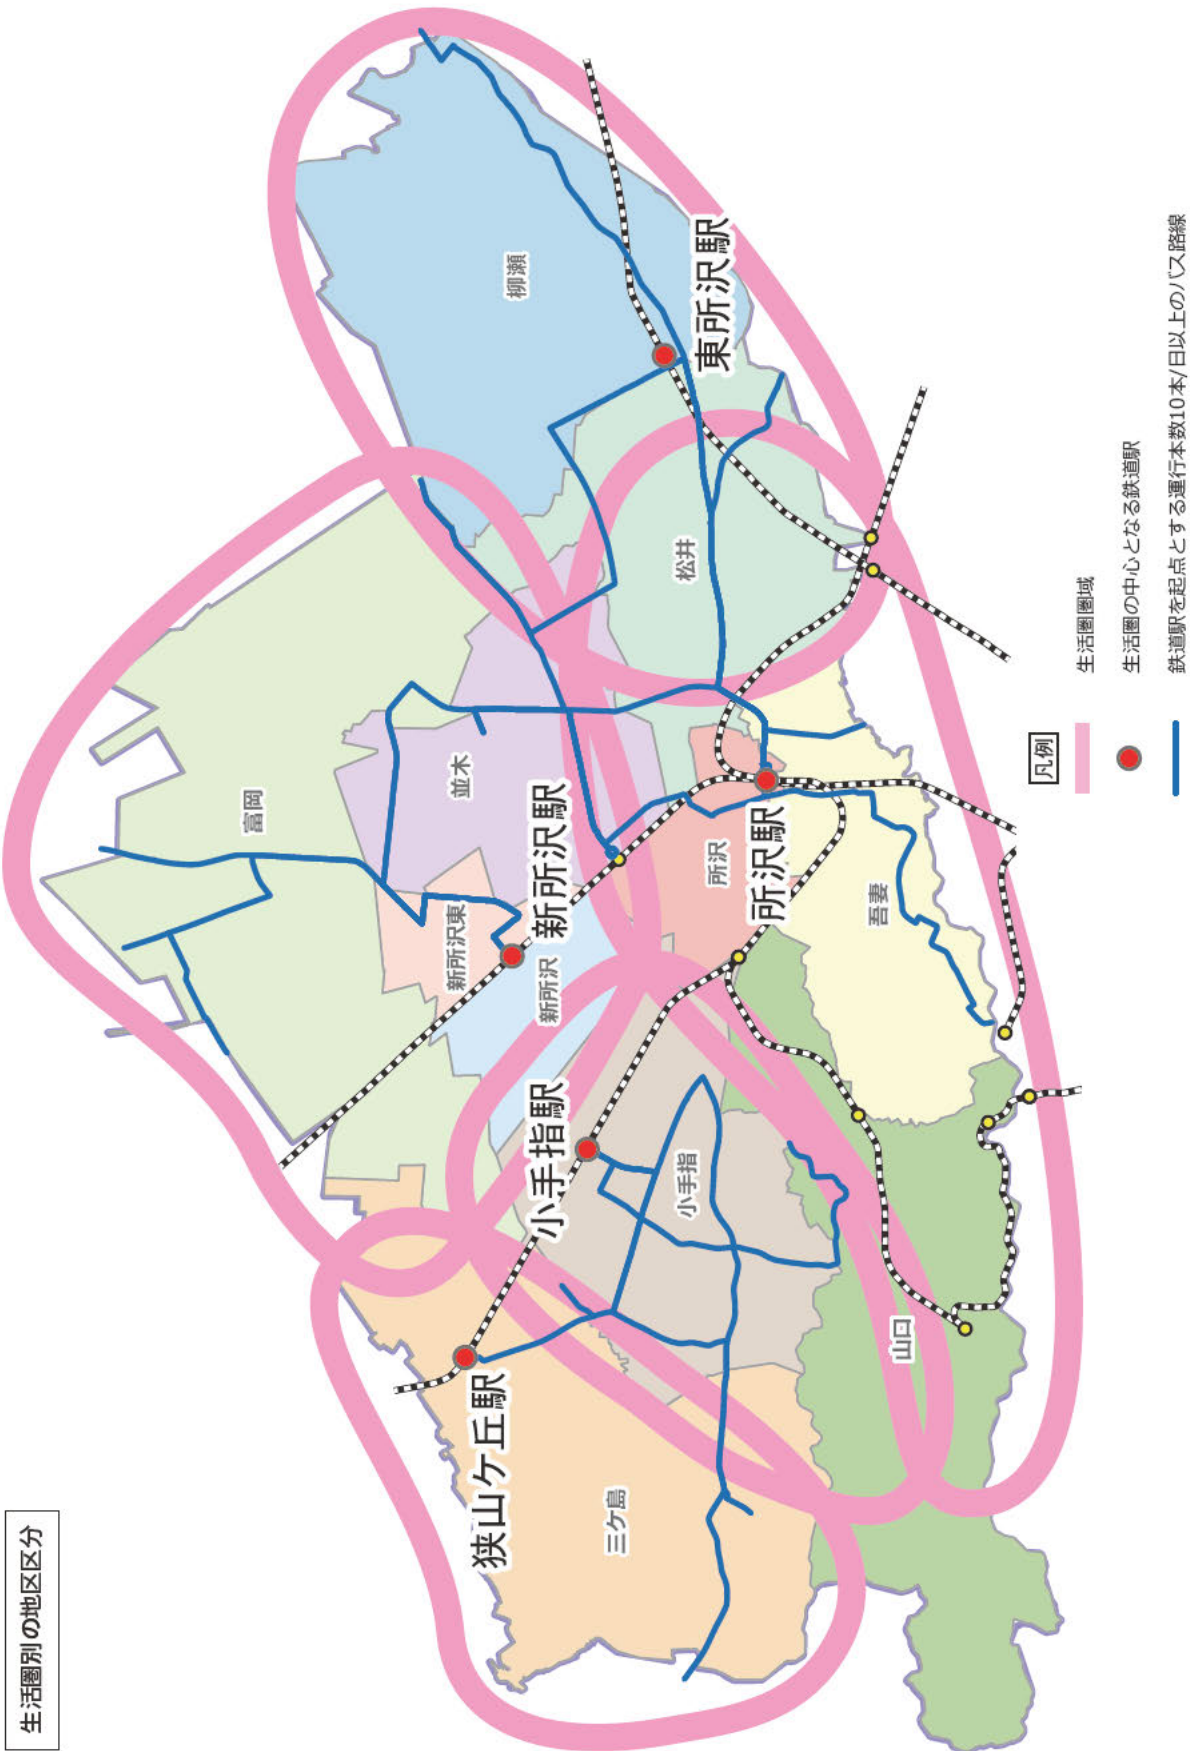 生活圏別の地区区分
富岡
柳瀬
並木
新所沢東
新所沢駅
新所沢
松井
東所沢駅
所沢
所沢駅
吾妻
小手指駅
小手指
狭山ケ丘駅
三ケ島
山口
凡例
生活圏圏域
生活圏の中心となる鉄道駅
鉄道駅を起点とする運行本数10本/日以上のバス路線